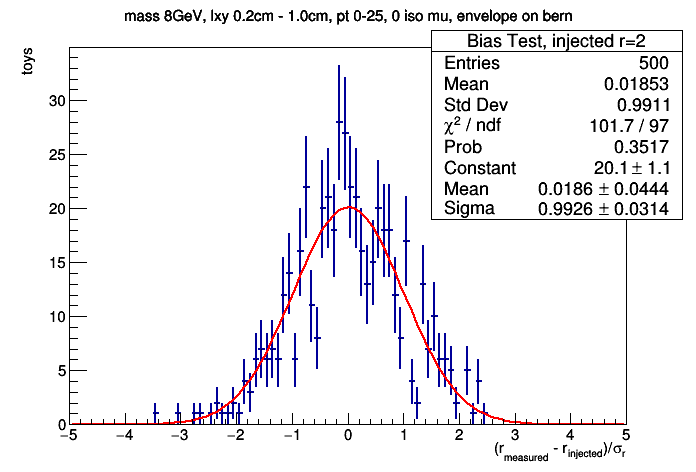 mass 8GeV, lxy 0.2cm - 1.0cm, pt 0-25, 0 iso mu, envelope on bern
toys
Bias Test, injected r=2
Entries 500
Mean 0.01853
Std Dev 0.9911
χ² / ndf 101.7 / 97
Prob 0.3517
Constant 20.1 ± 1.1
Mean 0.0186 ± 0.0444
Sigma 0.9926 ± 0.0314
30
25
20
15
10
5
0
−5 −4 −3 −2 −1 0 1 2 3 4 5
(r_measured - r_injected)/σ_r